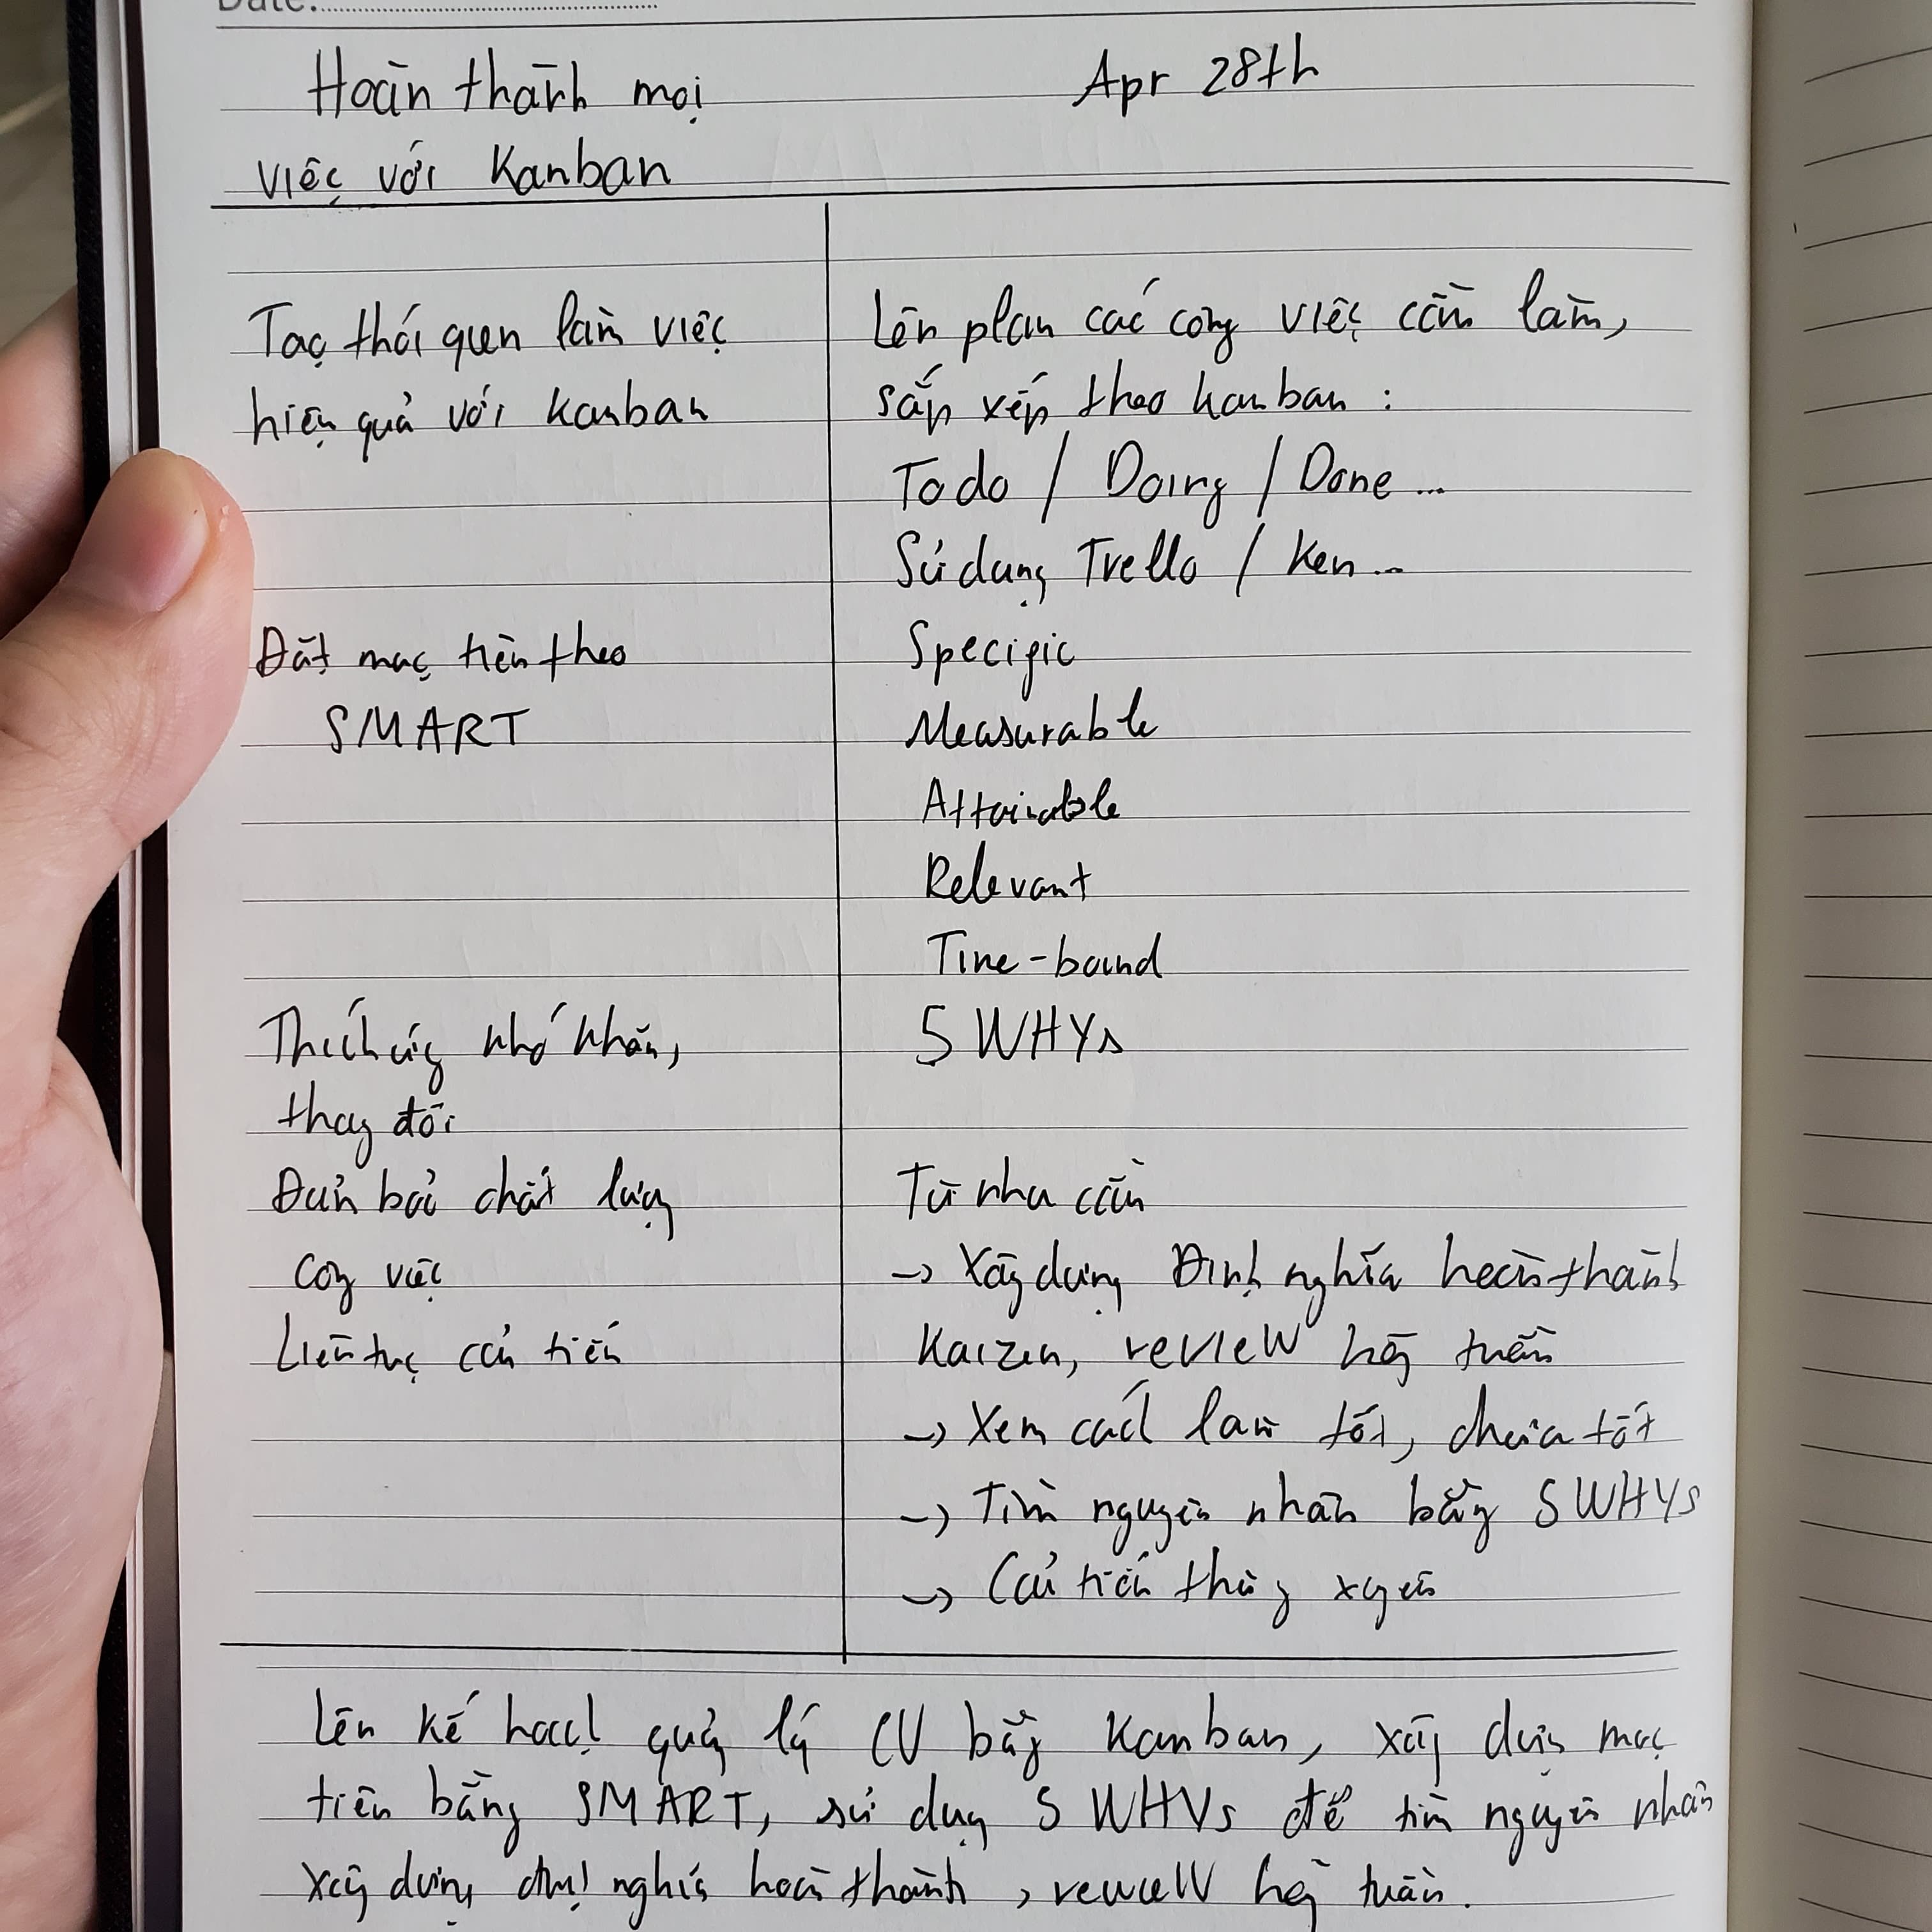 Date:
Hoàn thành mọi
Apr 28th
việc với Kanban
Tạo thói quen làm việc
hiệu quả với kanban
Lên plan các công việc cần làm,
sắp xếp theo kanban :
Todo / Doing / Done ...
Sử dụng Trello / Ken...
Đặt mục tiêu theo
SMART
Specific
Measurable
Attainable
Relevant
Time-bound
Thích ứng khó khăn,
thay đổi
5 WHYs
Đảm bảo chất lượng
công việc
Từ nhu cầu
-> Xây dựng Định nghĩa hoàn thành
Liên tục cải tiến
Kaizen, review hàng tuần
-> Xem cách làm tốt, chưa tốt
-> Tìm nguyên nhân bằng 5 WHYs
-> Cải tiến thường xuyên
Lên kế hoạch quản lý CV bằng Kanban, xây dựng mục
tiêu bằng SMART, sử dụng 5 WHYs để tìm nguyên nhân
xây dựng định nghĩa hoàn thành, review hàng tuần.